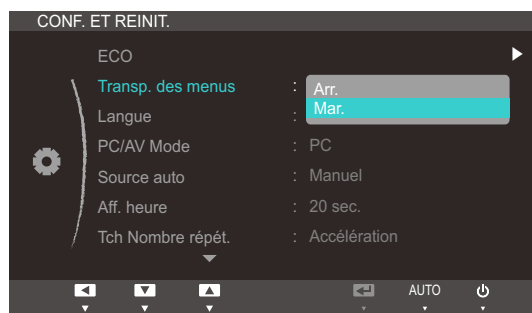 CONF. ET REINIT.
ECO
Transp. des menus : Arr.
Mar.
Langue :
PC/AV Mode : PC
Source auto : Manuel
Aff. heure : 20 sec.
Tch Nombre répét. : Accélération
AUTO